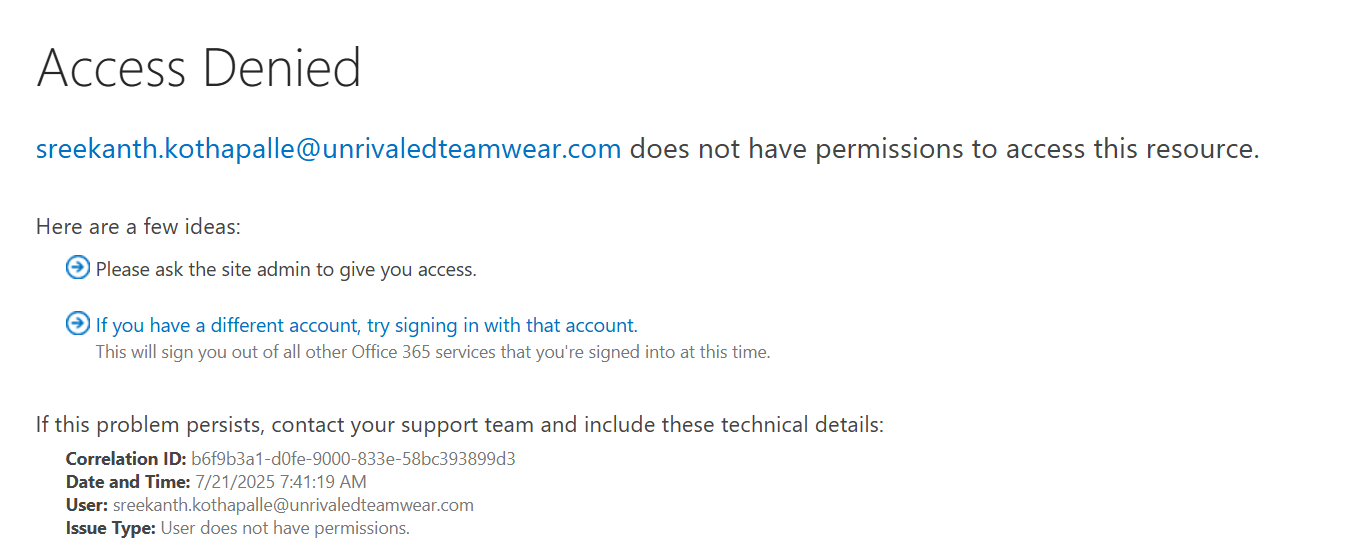 Access Denied
sreekanth.kothapalle@unrivaledteamwear.com does not have permissions to access this resource.
Here are a few ideas:
Please ask the site admin to give you access.
If you have a different account, try signing in with that account.
This will sign you out of all other Office 365 services that you're signed into at this time.
If this problem persists, contact your support team and include these technical details:
Correlation ID: b6f9b3a1-d0fe-9000-833e-58bc393899d3
Date and Time: 7/21/2025 7:41:19 AM
User: sreekanth.kothapalle@unrivaledteamwear.com
Issue Type: User does not have permissions.